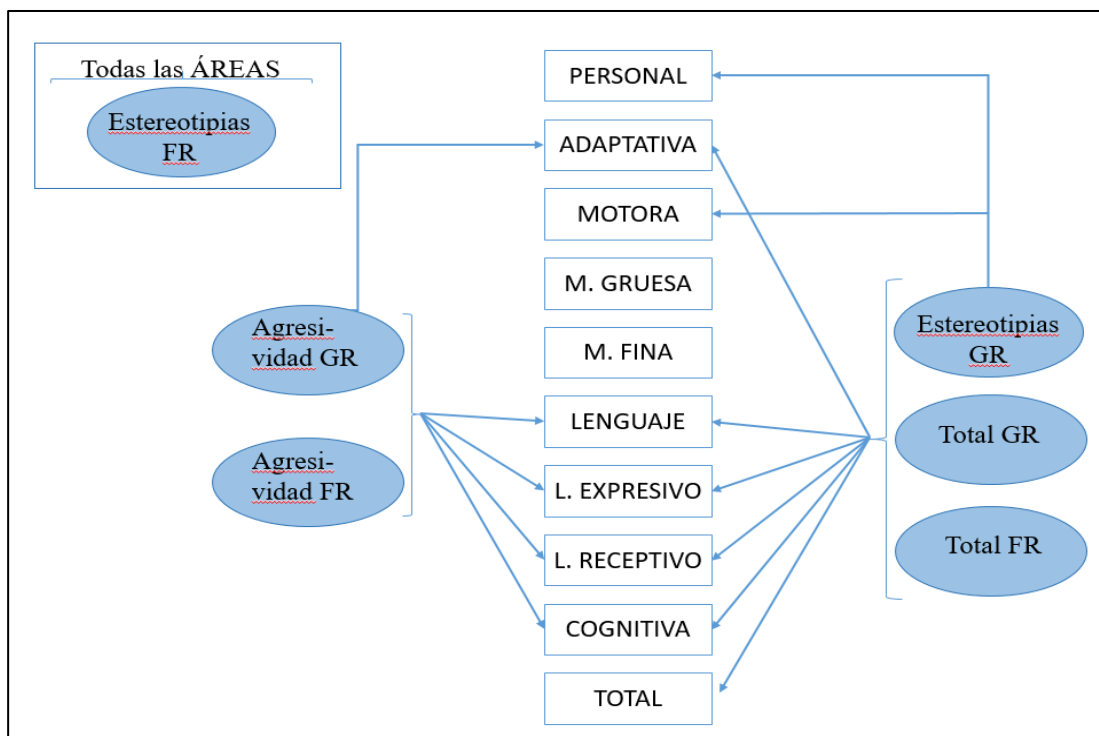 Todas las ÁREAS
Estereotipias
FR
PERSONAL
ADAPTATIVA
MOTORA
M. GRUESA
M. FINA
LENGUAJE
L. EXPRESIVO
L. RECEPTIVO
COGNITIVA
TOTAL
Agresi-
vidad GR
Agresi-
vidad FR
Estereotipias
GR
Total GR
Total FR